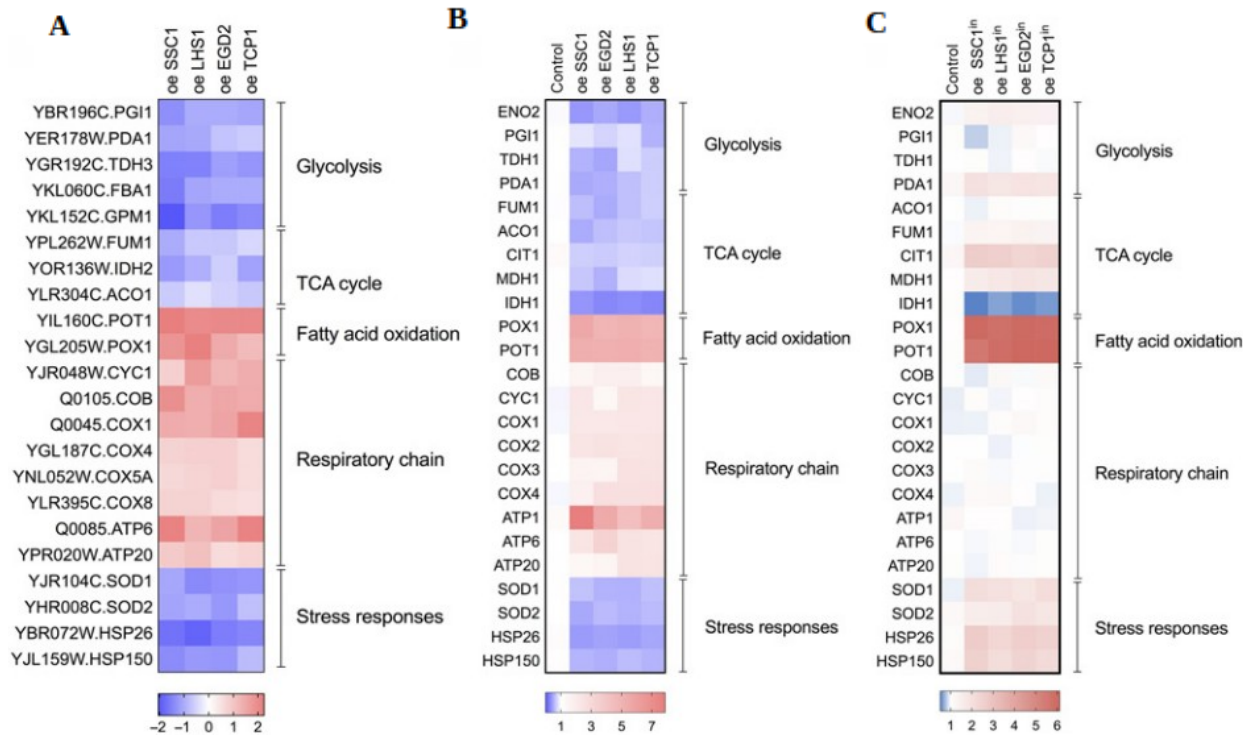 A
oe SSC1
oe LHS1
oe EGD2
oe TCP1
YBR196C.PGI1
YER178W.PDA1
YGR192C.TDH3
YKL060C.FBA1
YKL152C.GPM1
YPL262W.FUM1
YOR136W.IDH2
YLR304C.ACO1
YIL160C.POT1
YGL205W.POX1
YJR048W.CYC1
Q0105.COB
Q0045.COX1
YGL187C.COX4
YNL052W.COX5A
YLR395C.COX8
Q0085.ATP6
YPR020W.ATP20
YJR104C.SOD1
YHR008C.SOD2
YBR072W.HSP26
YJL159W.HSP150
Glycolysis
TCA cycle
Fatty acid oxidation
Respiratory chain
Stress responses
−2 −1 0 1 2
B
Control
oe SSC1
oe EGD2
oe LHS1
oe TCP1
ENO2
PGI1
TDH1
PDA1
FUM1
ACO1
CIT1
MDH1
IDH1
POX1
POT1
COB
CYC1
COX1
COX2
COX3
COX4
ATP1
ATP6
ATP20
SOD1
SOD2
HSP26
HSP150
Glycolysis
TCA cycle
Fatty acid oxidation
Respiratory chain
Stress responses
1 3 5 7
C
Control
oe SSC1in
oe LHS1in
oe EGD2in
oe TCP1in
ENO2
PGI1
TDH1
PDA1
ACO1
FUM1
CIT1
MDH1
IDH1
POX1
POT1
COB
CYC1
COX1
COX2
COX3
COX4
ATP1
ATP6
ATP20
SOD1
SOD2
HSP26
HSP150
Glycolysis
TCA cycle
Fatty acid oxidation
Respiratory chain
Stress responses
1 2 3 4 5 6